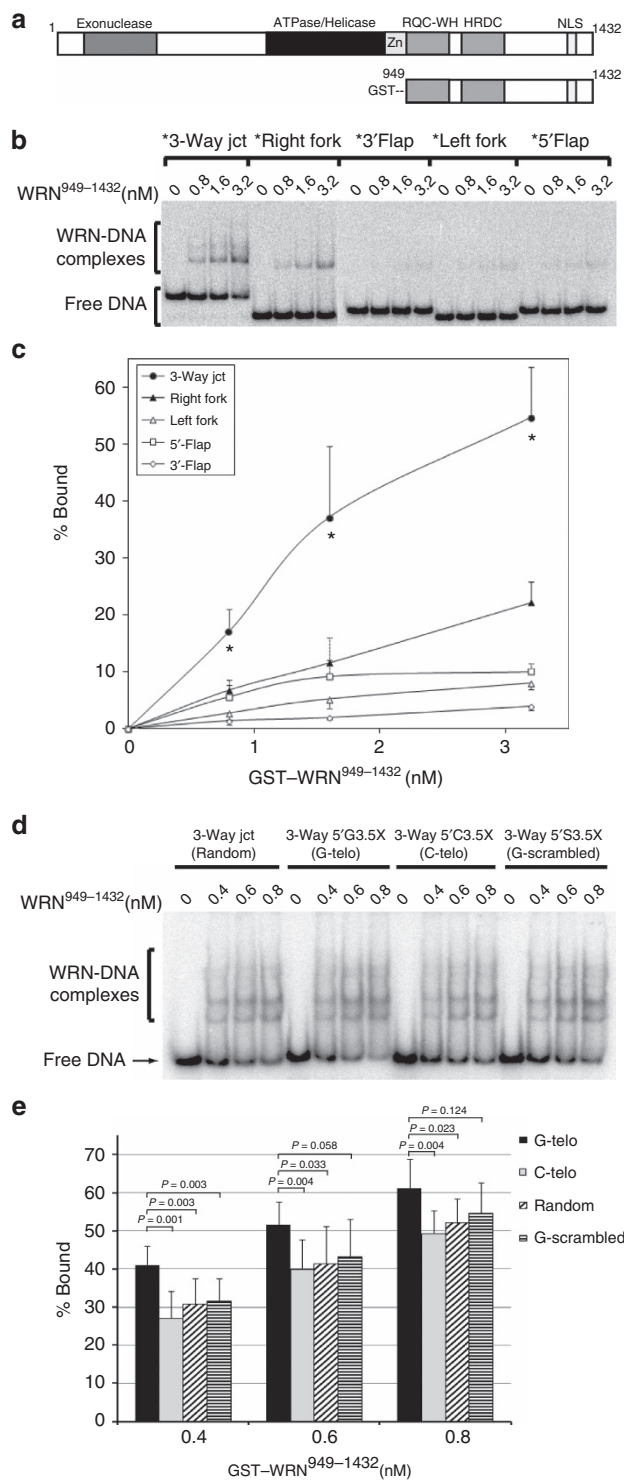 a
1 Exonuclease ATPase/Helicase Zn RQC-WH HRDC NLS 1432
949 1432
GST--
b
*3-Way jct *Right fork *3′Flap *Left fork *5′Flap
WRN949–1432(nM) 0 0.8 1.6 3.2 0 0.8 1.6 3.2 0 0.8 1.6 3.2 0 0.8 1.6 3.2 0 0.8 1.6 3.2
WRN-DNA
complexes
Free DNA
c
60
50
40
30
20
10
0
% Bound
3-Way jct
Right fork
Left fork
5′-Flap
3′-Flap
*
*
*
0 1 2 3
GST–WRN949–1432 (nM)
d
3-Way jct
(Random)
3-Way 5′G3.5X
(G-telo)
3-Way 5′C3.5X
(C-telo)
3-Way 5′S3.5X
(G-scrambled)
WRN949–1432(nM) 0 0.4 0.6 0.8 0 0.4 0.6 0.8 0 0.4 0.6 0.8 0 0.4 0.6 0.8
WRN-DNA
complexes
Free DNA
e
70
60
50
40
30
20
10
0
% Bound
P = 0.003
P = 0.003
P = 0.001
P = 0.058
P = 0.033
P = 0.004
P = 0.124
P = 0.023
P = 0.004
G-telo
C-telo
Random
G-scrambled
0.4 0.6 0.8
GST–WRN949–1432(nM)